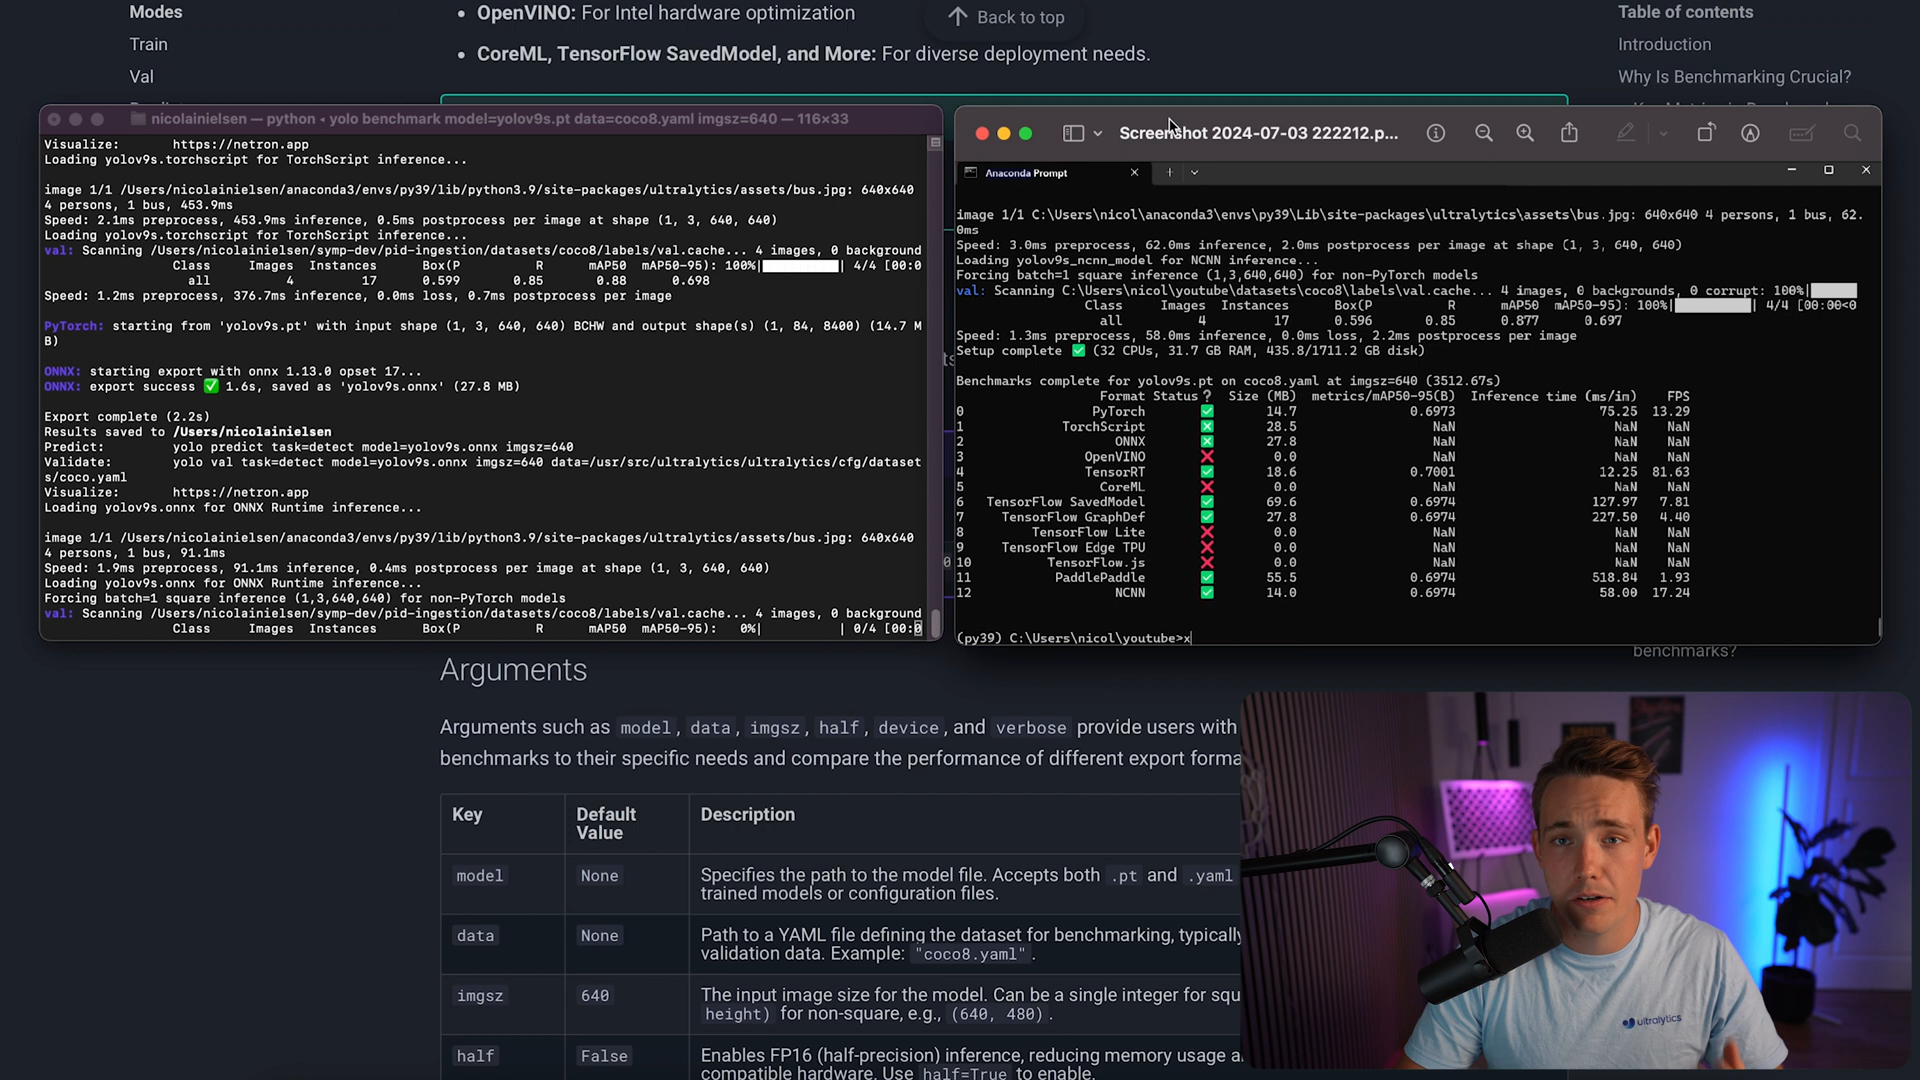 Modes
Train
Val
OpenVINO: For Intel hardware optimization
CoreML, TensorFlow SavedModel, and More: For diverse deployment needs.
Back to top
Table of contents
Introduction
Why Is Benchmarking Crucial?
nicolainielsen — python ◂ yolo benchmark model=yolov9s.pt data=coco8.yaml imgsz=640 — 116×33
Visualize: https://netron.app
Loading yolov9s.torchscript for TorchScript inference...
image 1/1 /Users/nicolainielsen/anaconda3/envs/py39/lib/python3.9/site-packages/ultralytics/assets/bus.jpg: 640x640
4 persons, 1 bus, 453.9ms
Speed: 2.1ms preprocess, 453.9ms inference, 0.5ms postprocess per image at shape (1, 3, 640, 640)
Loading yolov9s.torchscript for TorchScript inference...
val: Scanning /Users/nicolainielsen/symp-dev/pid-ingestion/datasets/coco8/labels/val.cache... 4 images, 0 background
Class Images Instances Box(P R mAP50 mAP50-95): 100%| | 4/4 [00:0
all 4 17 0.599 0.85 0.88 0.698
Speed: 1.2ms preprocess, 376.7ms inference, 0.0ms loss, 0.7ms postprocess per image
PyTorch: starting from 'yolov9s.pt' with input shape (1, 3, 640, 640) BCHW and output shape(s) (1, 84, 8400) (14.7 M
B)
ONNX: starting export with onnx 1.13.0 opset 17...
ONNX: export success ✅ 1.6s, saved as 'yolov9s.onnx' (27.8 MB)
Export complete (2.2s)
Results saved to /Users/nicolainielsen
Predict: yolo predict task=detect model=yolov9s.onnx imgsz=640
Validate: yolo val task=detect model=yolov9s.onnx imgsz=640 data=/usr/src/ultralytics/ultralytics/cfg/dataset
s/coco.yaml
Visualize: https://netron.app
Loading yolov9s.onnx for ONNX Runtime inference...
image 1/1 /Users/nicolainielsen/anaconda3/envs/py39/lib/python3.9/site-packages/ultralytics/assets/bus.jpg: 640x640
4 persons, 1 bus, 91.1ms
Speed: 1.9ms preprocess, 91.1ms inference, 0.4ms postprocess per image at shape (1, 3, 640, 640)
Loading yolov9s.onnx for ONNX Runtime inference...
Forcing batch=1 square inference (1,3,640,640) for non-PyTorch models
val: Scanning /Users/nicolainielsen/symp-dev/pid-ingestion/datasets/coco8/labels/val.cache... 4 images, 0 background
Class Images Instances Box(P R mAP50 mAP50-95): 0%| | 0/4 [00:0
Screenshot 2024-07-03 222212.p...
Anaconda Prompt
image 1/1 C:\Users\nicol\anaconda3\envs\py39\Lib\site-packages\ultralytics\assets\bus.jpg: 640x640 4 persons, 1 bus, 62.
0ms
Speed: 3.0ms preprocess, 62.0ms inference, 2.0ms postprocess per image at shape (1, 3, 640, 640)
Loading yolov9s_ncnn_model for NCNN inference...
Forcing batch=1 square inference (1,3,640,640) for non-PyTorch models
val: Scanning C:\Users\nicol\youtube\datasets\coco8\labels\val.cache... 4 images, 0 backgrounds, 0 corrupt: 100%|
Class Images Instances Box(P R mAP50 mAP50-95): 100%| | 4/4 [00:00<0
all 4 17 0.596 0.85 0.877 0.697
Speed: 1.3ms preprocess, 58.0ms inference, 0.0ms loss, 2.2ms postprocess per image
Setup complete ✅ (32 CPUs, 31.7 GB RAM, 435.8/1711.2 GB disk)
Benchmarks complete for yolov9s.pt on coco8.yaml at imgsz=640 (3512.67s)
Format Status? Size (MB) metrics/mAP50-95(B) Inference time (ms/im) FPS
0 PyTorch ✅ 14.7 0.6973 75.25 13.29
1 TorchScript ❎ 28.5 NaN NaN NaN
2 ONNX ❎ 27.8 NaN NaN NaN
3 OpenVINO ❌ 0.0 NaN NaN NaN
4 TensorRT ✅ 18.6 0.7001 12.25 81.63
5 CoreML ❌ 0.0 NaN NaN NaN
6 TensorFlow SavedModel ✅ 69.6 0.6974 127.97 7.81
7 TensorFlow GraphDef ✅ 27.8 0.6974 227.50 4.40
8 TensorFlow Lite ❌ 0.0 NaN NaN NaN
9 TensorFlow Edge TPU ❌ 0.0 NaN NaN NaN
10 TensorFlow.js ❌ 0.0 NaN NaN NaN
11 PaddlePaddle ✅ 55.5 0.6974 518.84 1.93
12 NCNN ✅ 14.0 0.6974 58.00 17.24
(py39) C:\Users\nicol\youtube>x
benchmarks?
Arguments
Arguments such as model, data, imgsz, half, device, and verbose provide users with
benchmarks to their specific needs and compare the performance of different export forma
Key Default Value Description
model None Specifies the path to the model file. Accepts both .pt and .yaml
trained models or configuration files.
data None Path to a YAML file defining the dataset for benchmarking, typically
validation data. Example: "coco8.yaml".
imgsz 640 The input image size for the model. Can be a single integer for squ
height) for non-square, e.g., (640, 480).
half False Enables FP16 (half-precision) inference, reducing memory usage a
compatible hardware. Use half=True to enable.
ultralytics